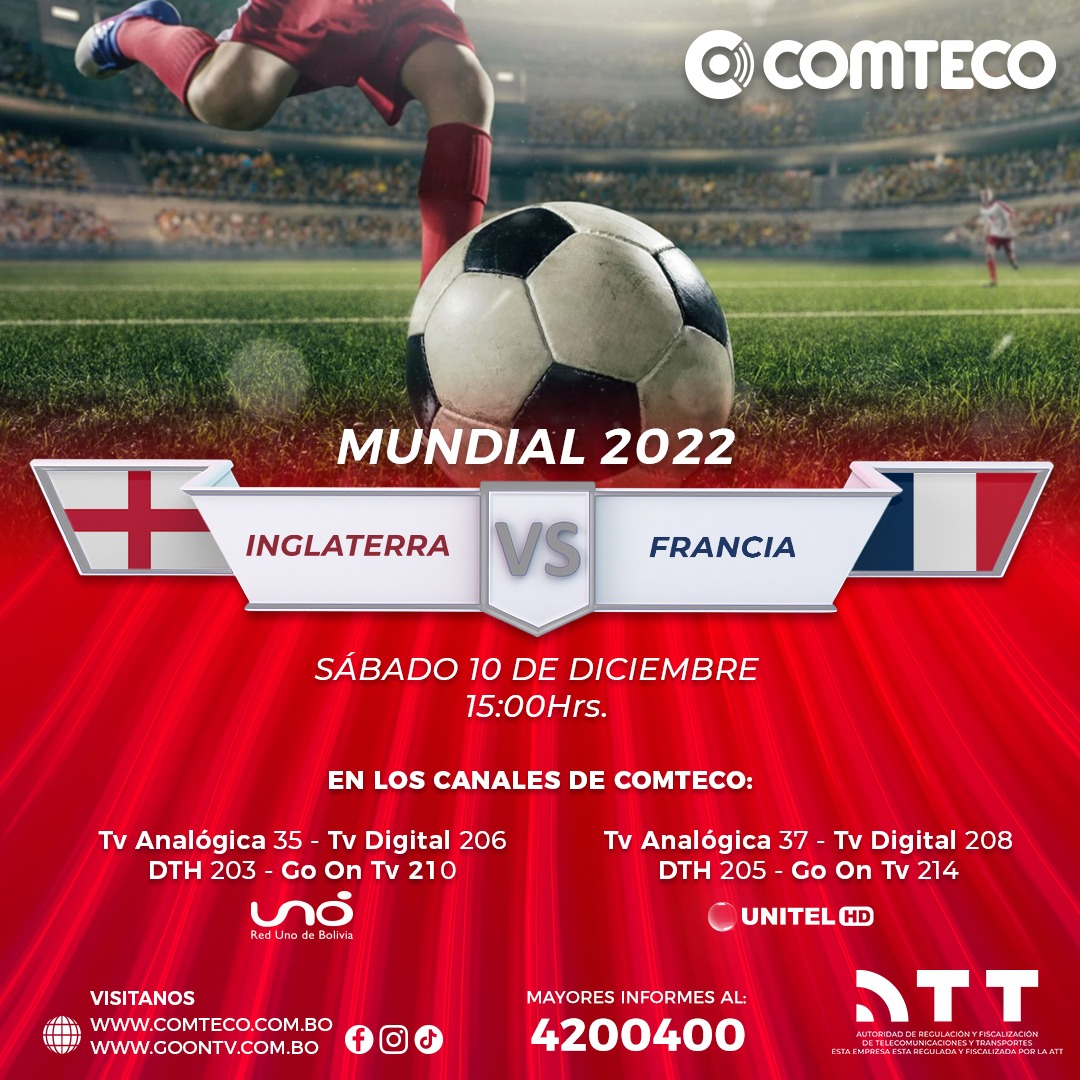 COMTECO
MUNDIAL 2022
INGLATERRA
VS
FRANCIA
SÁBADO 10 DE DICIEMBRE
15:00Hrs.
EN LOS CANALES DE COMTECO:
Tv Analógica 35 - Tv Digital 206
DTH 203 - Go On Tv 210
uno
Red Uno de Bolivia
Tv Analógica 37 - Tv Digital 208
DTH 205 - Go On Tv 214
UNITEL HD
VISITANOS
WWW.COMTECO.COM.BO
WWW.GOONTV.COM.BO
MAYORES INFORMES AL:
4200400
ATT
AUTORIDAD DE REGULACIÓN Y FISCALIZACIÓN
DE TELECOMUNICACIONES Y TRANSPORTES
ESTA EMPRESA ESTA REGULADA Y FISCALIZADA POR LA ATT